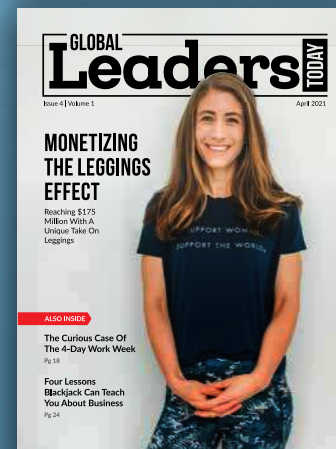 GLOBAL
Leaders
TODAY
Issue 4 | Volume 1
April 2021
MONETIZING
THE LEGGINGS
EFFECT
Reaching $175
Million With A
Unique Take On
Leggings
SUPPORT THE WORLD
ALSO INSIDE
The Curious Case Of
The 4-Day Work Week
Pg 18
Four Lessons
Blackjack Can Teach
You About Business
Pg 24